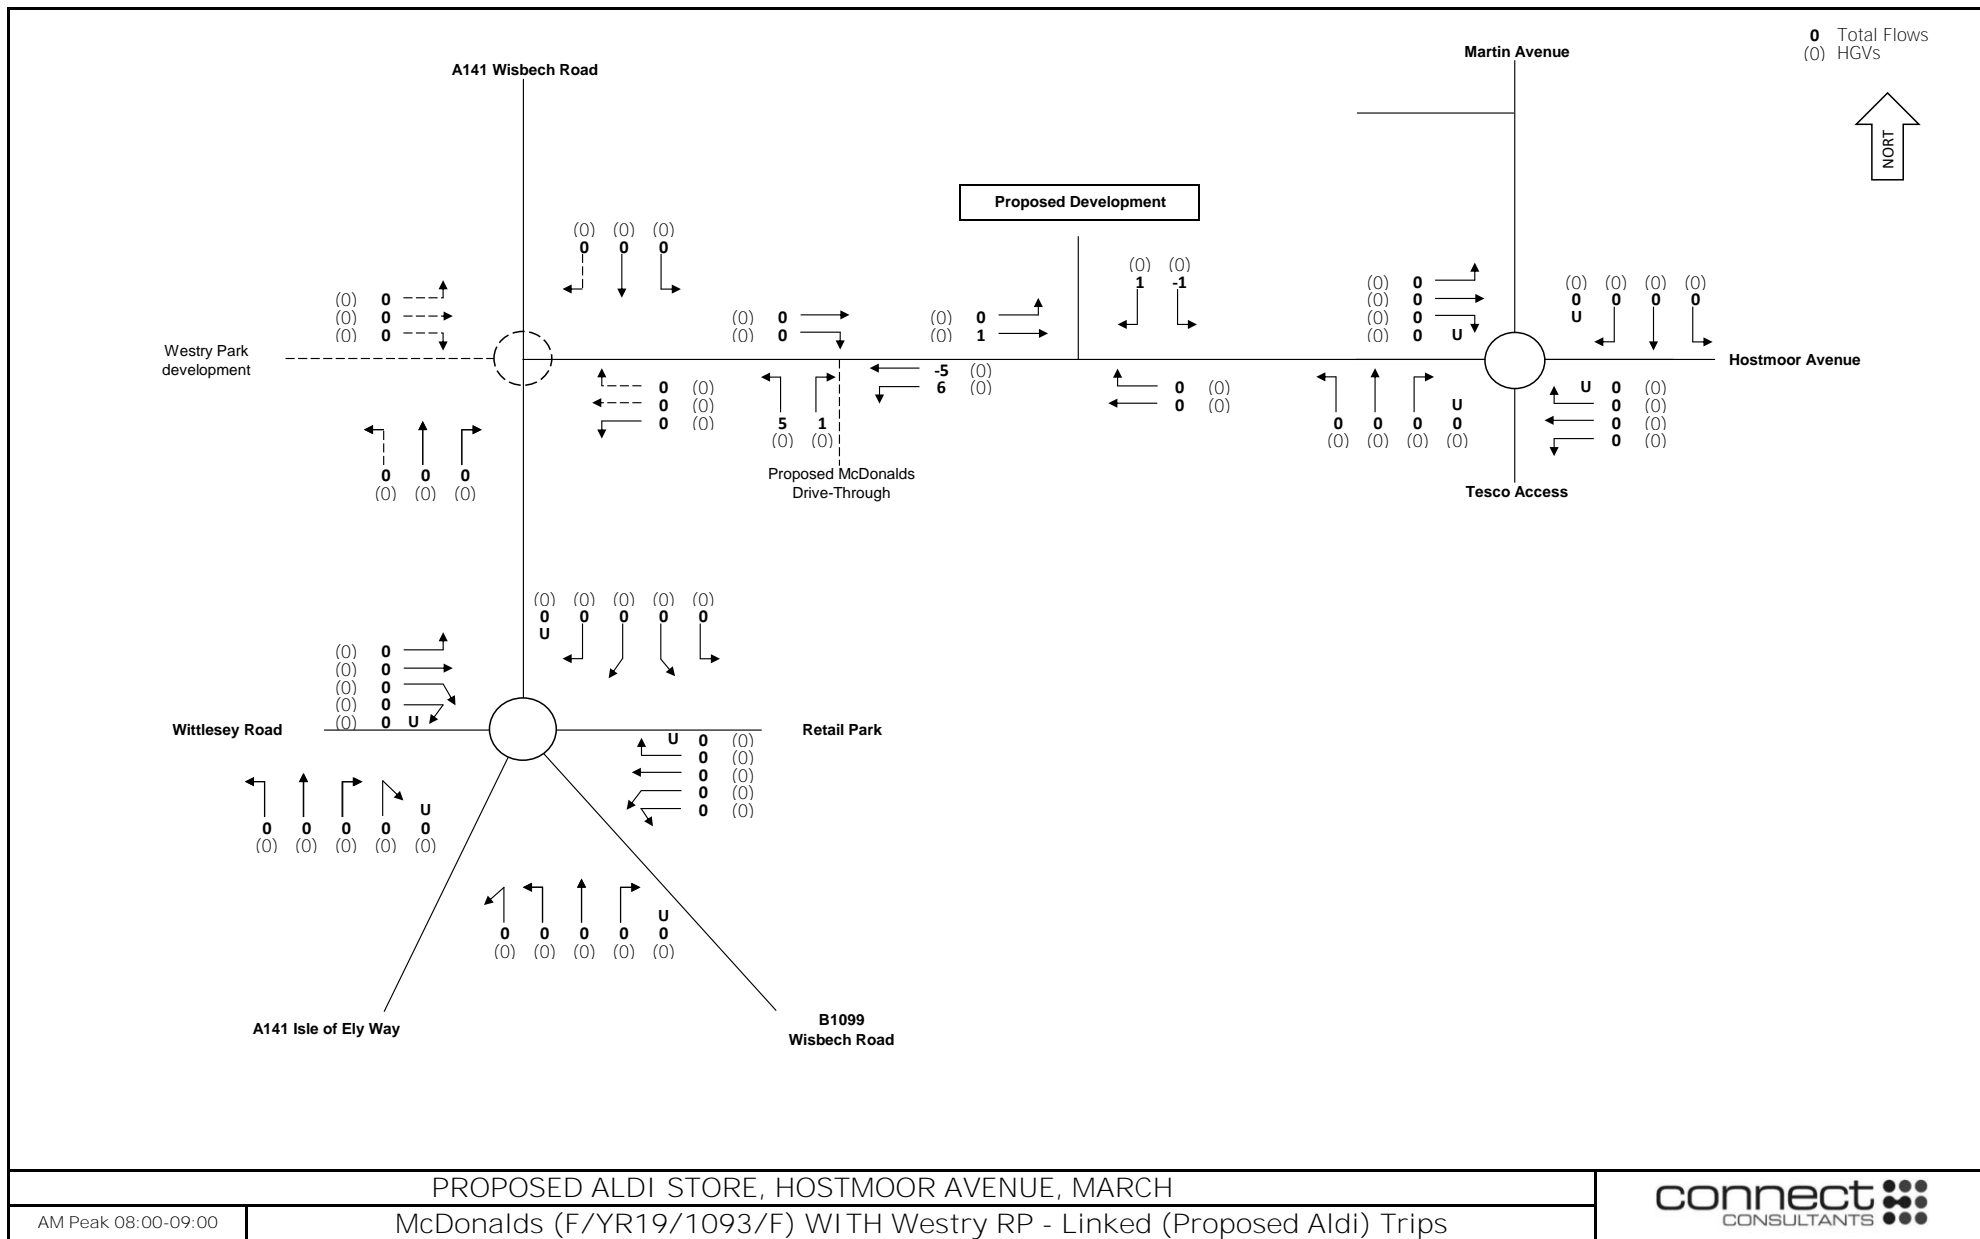 0 Total Flows
(0) HGVs
NORT
Martin Avenue
A141 Wisbech Road
Proposed Development
(0) (0) (0)
0 0 0
(0) 0
(0) 0
(0) 0
Westry Park
development
(0) 0
(0) 0
(0) 0
(0) 1
(0) (0)
1 -1
(0) 0
(0) 0
(0) 0
(0) 0 U
(0) (0) (0) (0)
0 0 0 0
U
Hostmoor Avenue
0 (0)
0 (0)
0 (0)
-5 (0)
6 (0)
5 1
(0) (0)
0 (0)
0 (0)
U
0 0 0 0
(0) (0) (0) (0)
U 0 (0)
0 (0)
0 (0)
0 (0)
0 0 0
(0) (0) (0)
Proposed McDonalds
Drive-Through
Tesco Access
(0) (0) (0) (0) (0)
0 0 0 0 0
U
(0) 0
(0) 0
(0) 0
(0) 0
(0) 0 U
Wittlesey Road
Retail Park
U 0 (0)
0 (0)
0 (0)
0 (0)
0 (0)
U
0 0 0 0 0
(0) (0) (0) (0) (0)
U
0 0 0 0 0
(0) (0) (0) (0) (0)
A141 Isle of Ely Way
B1099
Wisbech Road
PROPOSED ALDI STORE, HOSTMOOR AVENUE, MARCH
AM Peak 08:00-09:00
McDonalds (F/YR19/1093/F) WITH Westry RP - Linked (Proposed Aldi) Trips
connect
CONSULTANTS